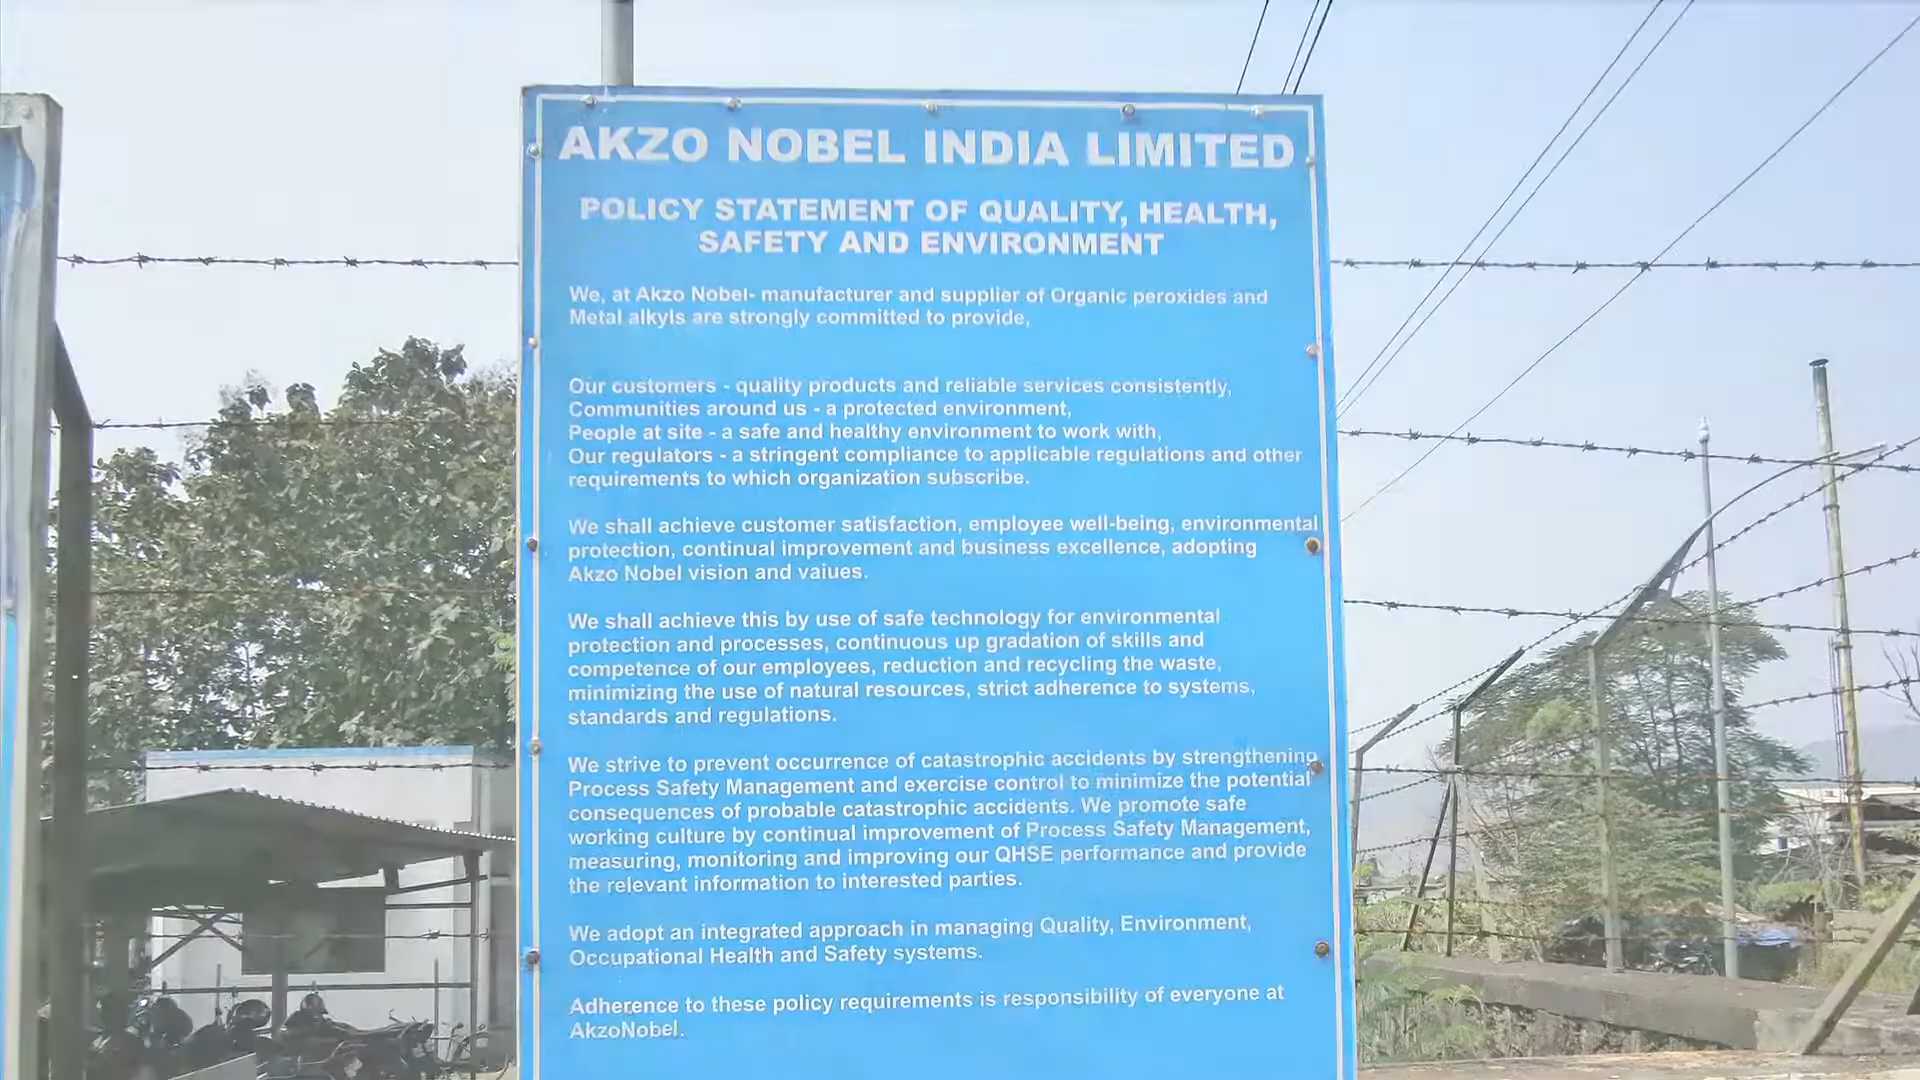 AKZO NOBEL INDIA LIMITED
POLICY STATEMENT OF QUALITY, HEALTH,
SAFETY AND ENVIRONMENT
We, at Akzo Nobel- manufacturer and supplier of Organic peroxides and
Metal alkyls are strongly committed to provide,
Our customers - quality products and reliable services consistently,
Communities around us - a protected environment,
People at site - a safe and healthy environment to work with,
Our regulators - a stringent compliance to applicable regulations and other
requirements to which organization subscribe.
We shall achieve customer satisfaction, employee well-being, environmental
protection, continual improvement and business excellence, adopting
Akzo Nobel vision and vaiues.
We shall achieve this by use of safe technology for environmental
protection and processes, continuous up gradation of skills and
competence of our employees, reduction and recycling the waste,
minimizing the use of natural resources, strict adherence to systems,
standards and regulations.
We strive to prevent occurrence of catastrophic accidents by strengthening
Process Safety Management and exercise control to minimize the potential
consequences of probable catastrophic accidents. We promote safe
working culture by continual improvement of Process Safety Management,
measuring, monitoring and improving our QHSE performance and provide
the relevant information to interested parties.
We adopt an integrated approach in managing Quality, Environment,
Occupational Health and Safety systems.
Adherence to these policy requirements is responsibility of everyone at
AkzoNobel.